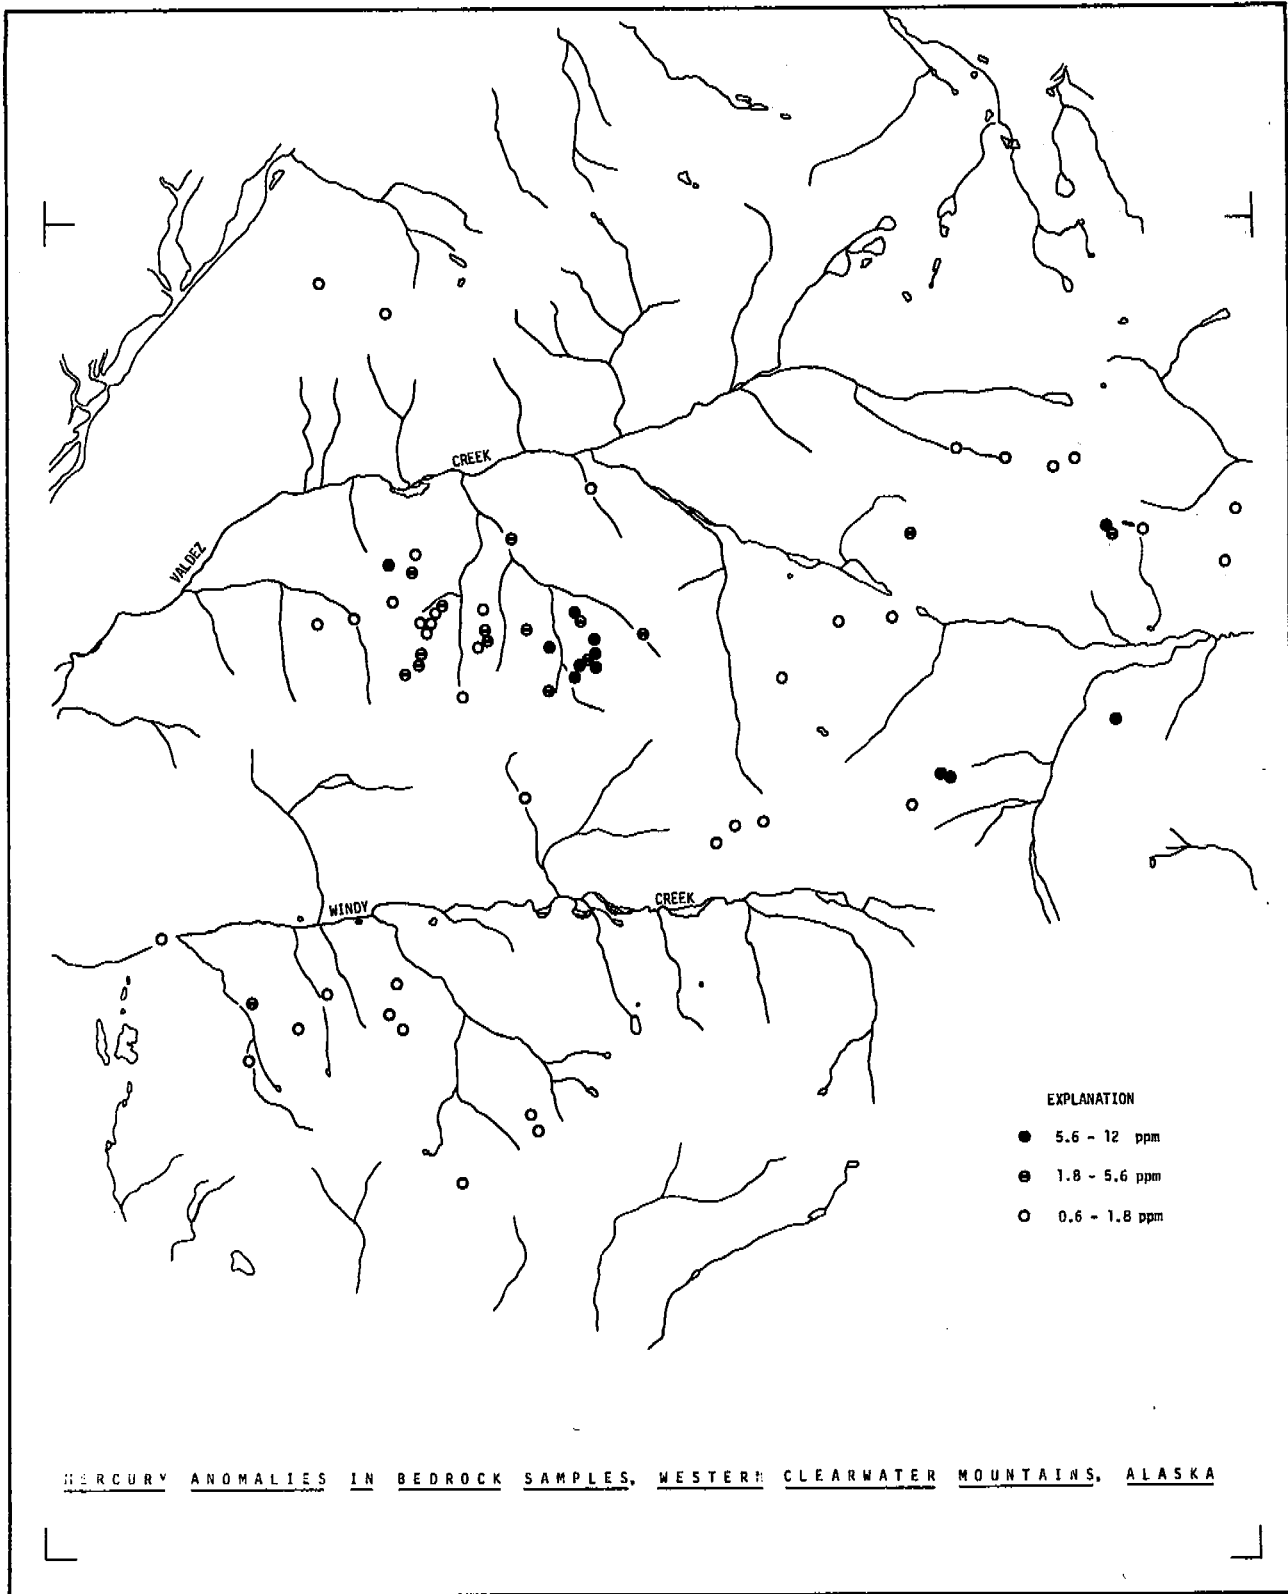 CREEK
VALDEZ
CREEK
WINDY
EXPLANATION
5.6 - 12 ppm
1.8 - 5.6 ppm
0.6 - 1.8 ppm
MERCURY ANOMALIES IN BEDROCK SAMPLES, WESTERN CLEARWATER MOUNTAINS, ALASKA